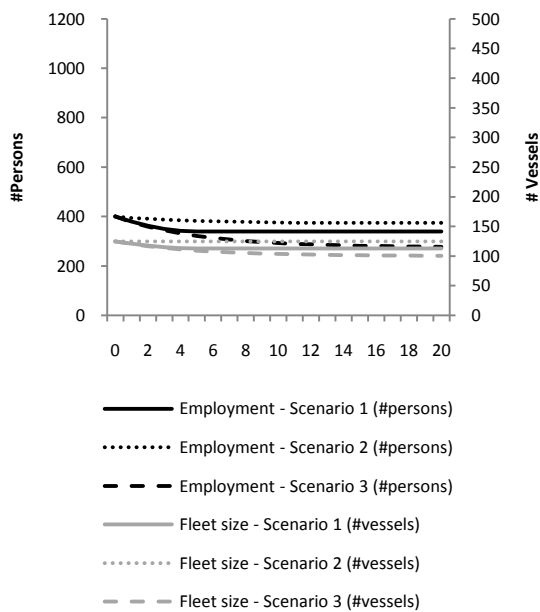 1200
1000
800
600
400
200
0
#Persons
500
450
400
350
300
250
200
150
100
50
0
# Vessels
0 2 4 6 8 10 12 14 16 18 20
Employment - Scenario 1 (#persons)
Employment - Scenario 2 (#persons)
Employment - Scenario 3 (#persons)
Fleet size - Scenario 1 (#vessels)
Fleet size - Scenario 2 (#vessels)
Fleet size - Scenario 3 (#vessels)